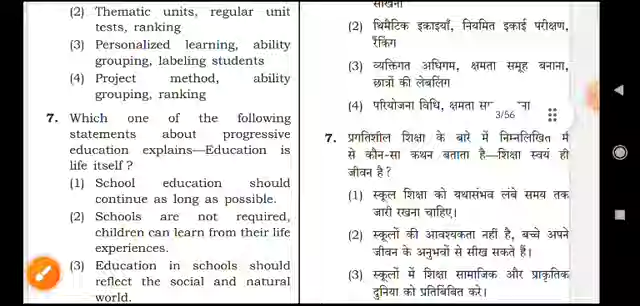 (2) Thematic units, regular unit
tests, ranking
(3) Personalized learning, ability
grouping, labeling students
(4) Project method, ability
grouping, ranking
7. Which one of the following
statements about progressive
education explains—Education is
life itself ?
(1) School education should
continue as long as possible.
(2) Schools are not required,
children can learn from their life
experiences.
(3) Education in schools should
reflect the social and natural
world.
(2) थिमैटिक इकाइयाँ, नियमित इकाई परीक्षण,
रैंकिंग
(3) व्यक्तिगत अधिगम, क्षमता समूह बनाना,
छात्रों की लेबलिंग
(4) परियोजना विधि, क्षमता
3/56
7. प्रगतिशील शिक्षा के बारे में निम्नलिखित में
से कौन-सा कथन बताता है—शिक्षा स्वयं ही
जीवन है ?
(1) स्कूल शिक्षा को यथासंभव लंबे समय तक
जारी रखना चाहिए।
(2) स्कूलों की आवश्यकता नहीं है, बच्चे अपने
जीवन के अनुभवों से सीख सकते हैं।
(3) स्कूलों में शिक्षा सामाजिक और प्राकृतिक
दुनिया को प्रतिबिंबित करे।